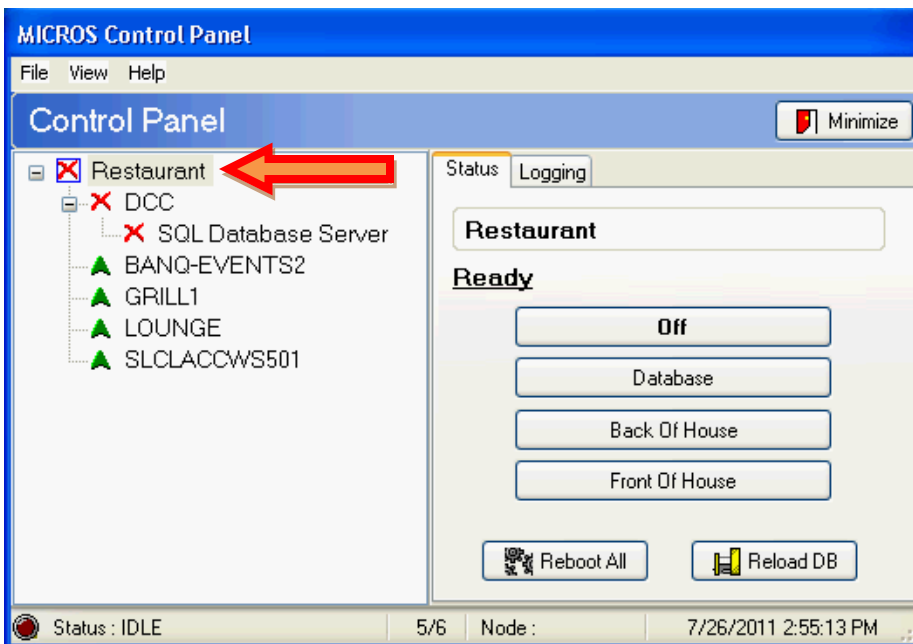 MICROS Control Panel
File View Help
Control Panel
Minimize
Restaurant
DCC
SQL Database Server
BANQ-EVENTS2
GRILL1
LOUNGE
SLCLACCWS501
Status Logging
Restaurant
Ready
Off
Database
Back Of House
Front Of House
Reboot All Reload DB
Status : IDLE 5/6 Node : 7/26/2011 2:55:13 PM